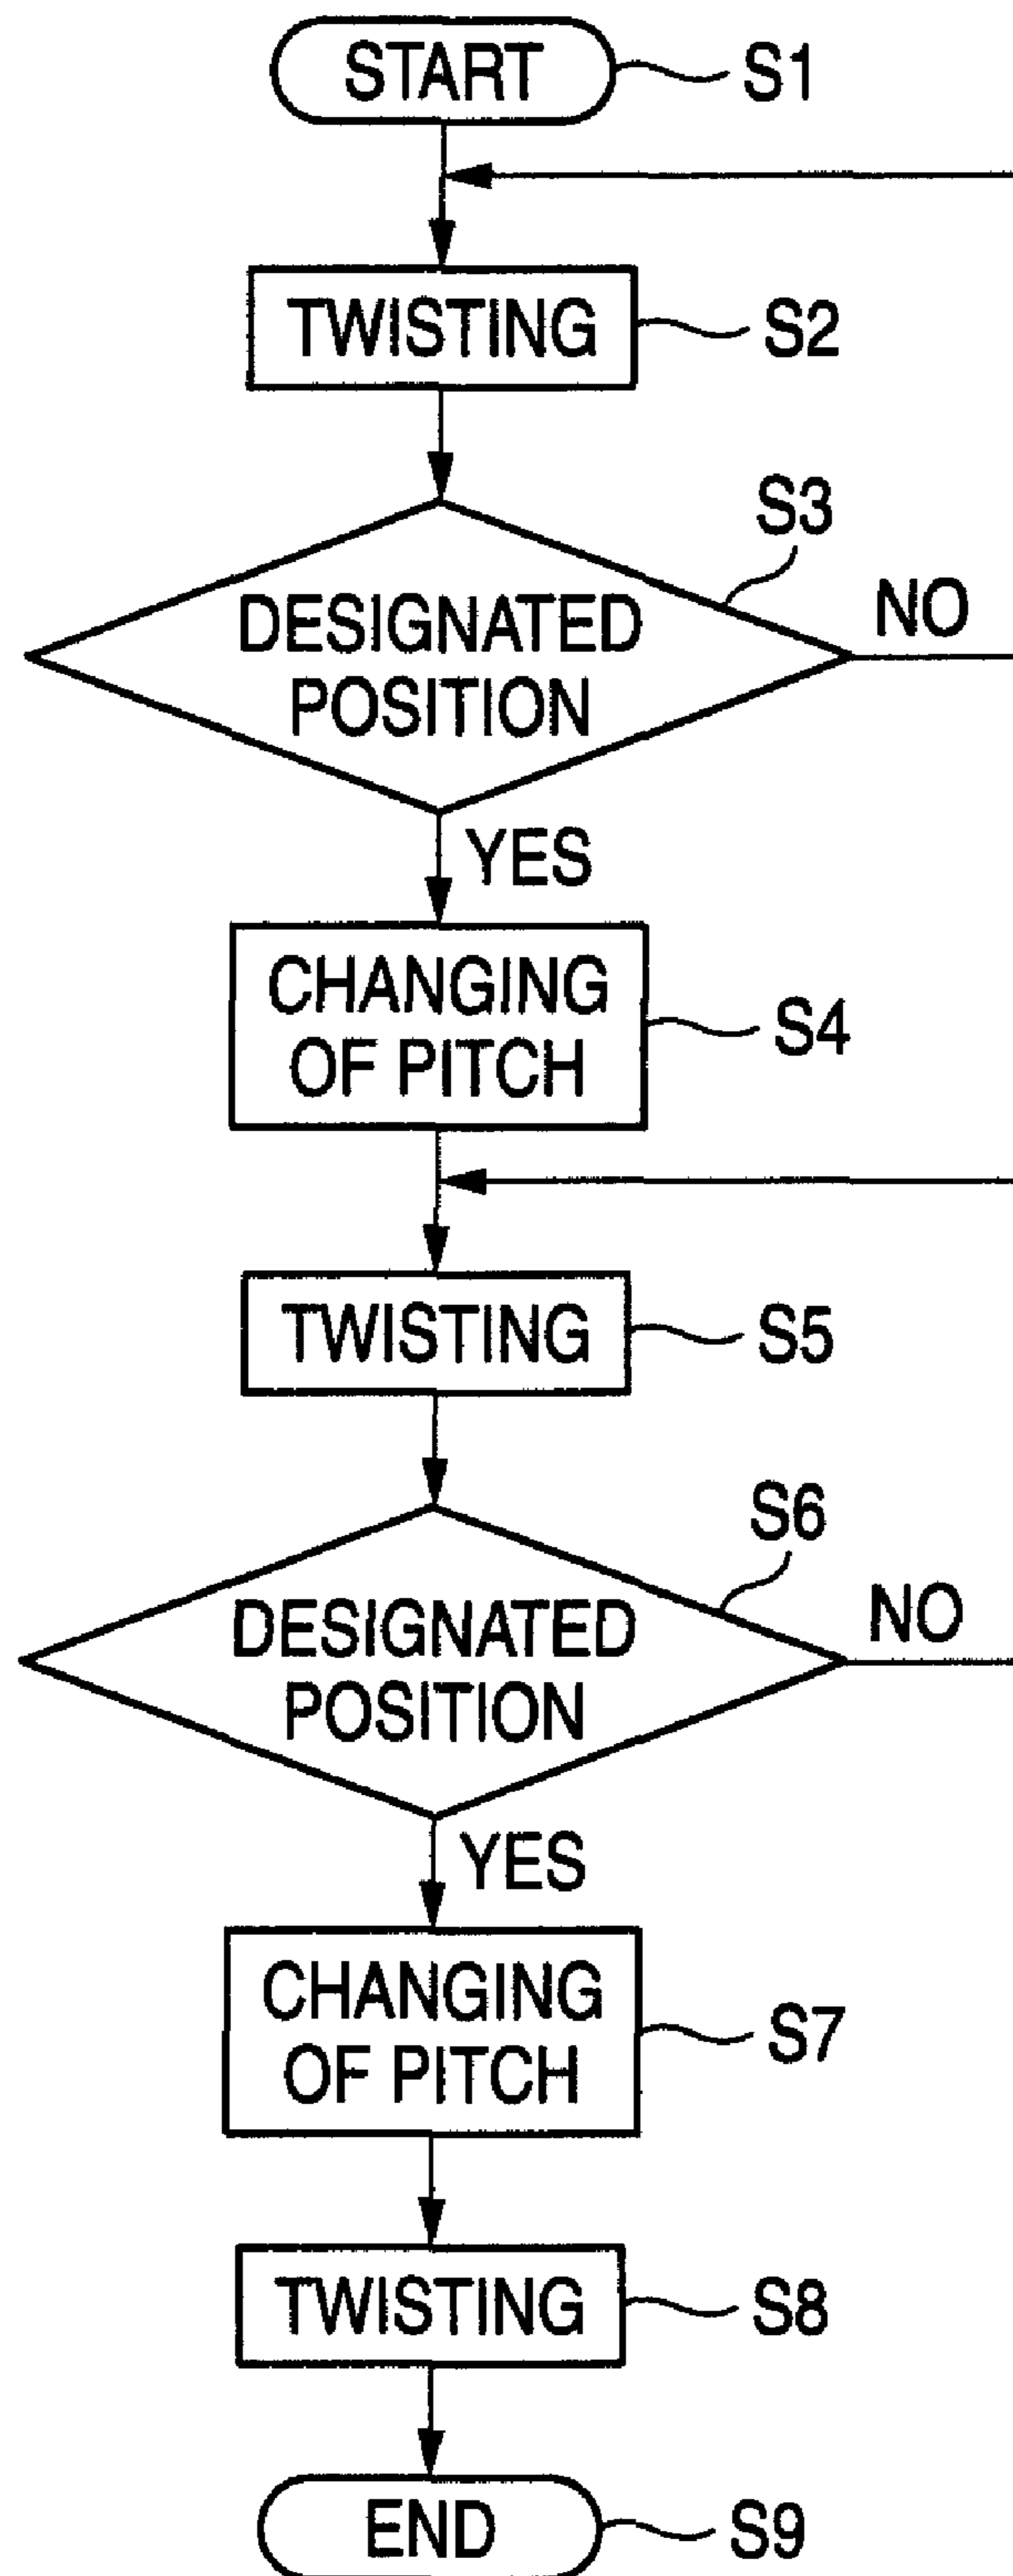 START S1
TWISTING S2
S3
DESIGNATED NO
POSITION
YES
CHANGING
OF PITCH S4
TWISTING S5
S6
DESIGNATED NO
POSITION
YES
CHANGING
OF PITCH S7
TWISTING S8
END S9